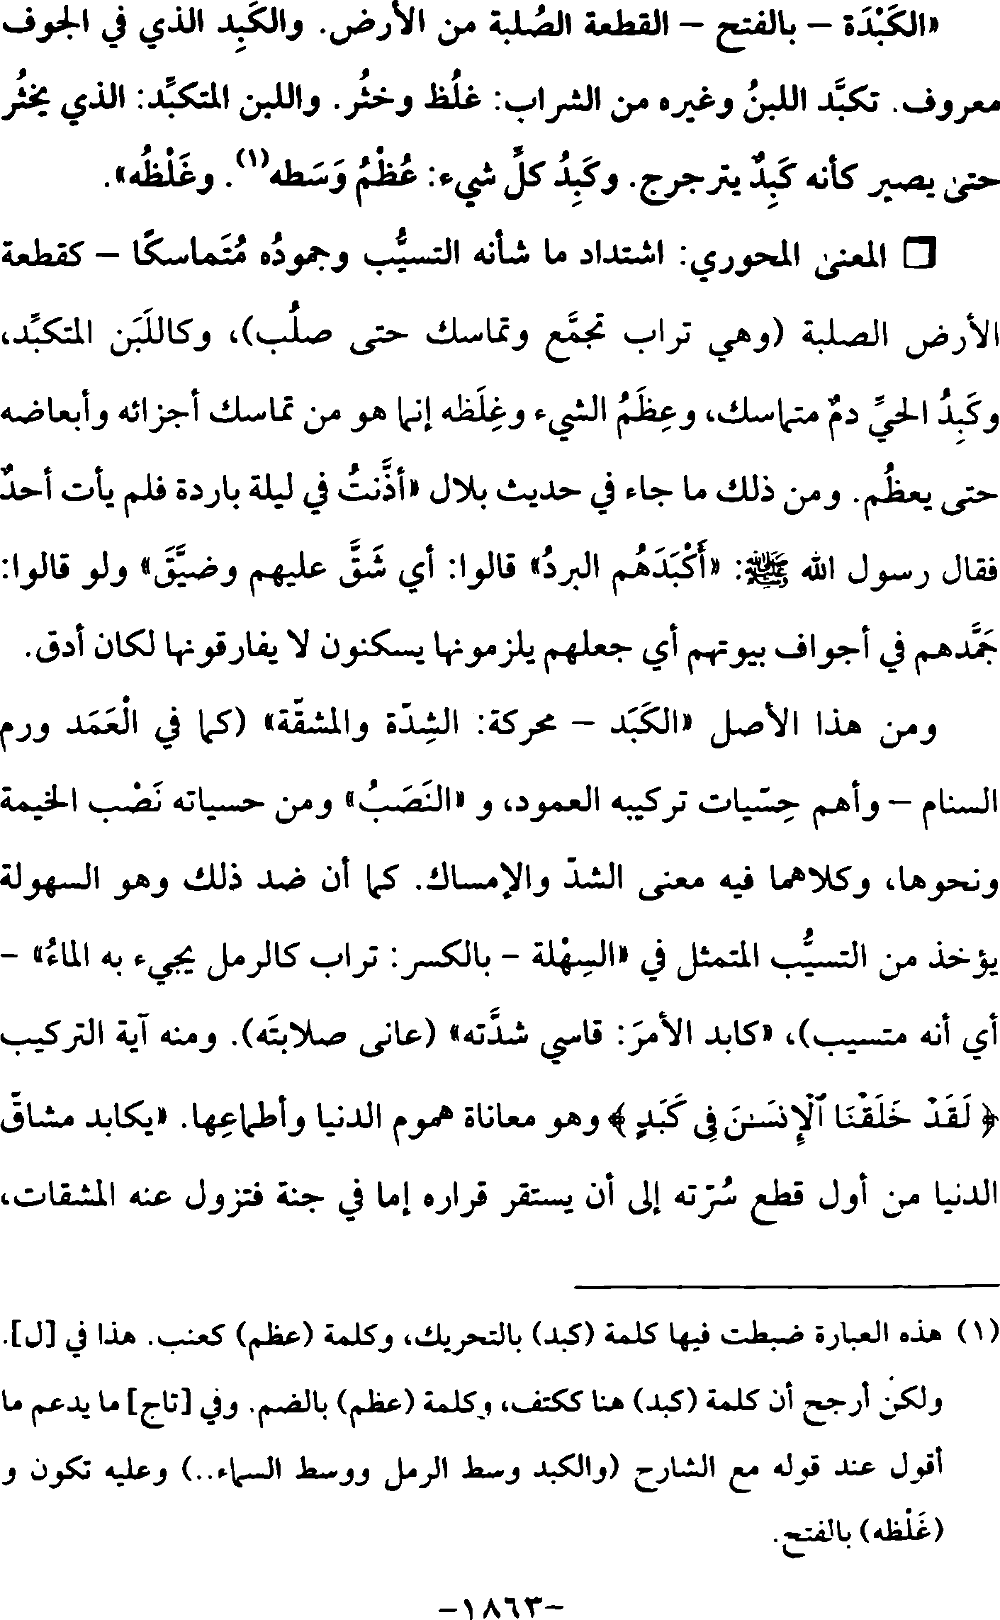 «الكَبْدَة – بالفتح – القطعة الصُلبة من الأرض. والكَبِد الذي في الجوف
معروف. تكبَّد اللبنُ وغيره من الشراب: غلُظ وخثُر. واللبن المتكبِّد: الذي يخثُر
حتىٰ يصير كأنه كَبِدٌ يترجرج. وكَبِدُ كلِّ شيء: عُظْمُ وَسَطه(١). وغَلْظُه».
❒ المعنىٰ المحوري: اشتداد ما شأنه التسيُّب وجمودُه مُتَماسكًا – كقطعة
الأرض الصلبة (وهي تراب تجمَّع وتماسك حتى صلُب)، وكاللَبَن المتكبِّد،
وكَبِدُ الحيِّ دمٌ متماسك، وعِظَمُ الشيء وغِلَظه إنما هو من تماسك أجزائه وأبعاضه
حتى يعظُم. ومن ذلك ما جاء في حديث بلال «أذَّنتُ في ليلة باردة فلم يأت أحدٌ
فقال رسول الله ﷺ: «أَكْبَدَهُم البردُ» قالوا: أي شَقَّ عليهم وضيَّقَ» ولو قالوا:
جَمَّدهم في أجواف بيوتهم أي جعلهم يلزمونها يسكنون لا يفارقونها لكان أدق.
ومن هذا الأصل «الكَبَد – محركة: الشِدّة والمشقّة» (كما في الْعَمَد ورم
السنام – وأهم حِسّيات تركيبه العمود، و «النَصَبُ» ومن حسياته نَصْب الخيمة
ونحوها، وكلاهما فيه معنى الشدّ والإمساك. كما أن ضد ذلك وهو السهولة
يؤخذ من التسيُّب المتمثل في «السِهْلة – بالكسر: تراب كالرمل يجيء به الماءُ» –
أي أنه متسيب)، «كابد الأمرَ: قاسي شدَّته» (عانى صلابتَه). ومنه آية التركيب
﴿ لَقَدْ خَلَقْنَا ٱلْإِنسَـٰنَ فِى كَبَدٍ ﴾ وهو معاناة هموم الدنيا وأطماعِها. «يكابد مشاقّ
الدنيا من أول قطع سُرّته إلى أن يستقر قراره إما في جنة فتزول عنه المشقات،
(١) هذه العبارة ضبطت فيها كلمة (كبد) بالتحريك، وكلمة (عظم) كعنب. هذا في [ل].
ولكن أرجح أن كلمة (كبد) هنا ككتف، وكلمة (عظم) بالضم. وفي [تاج] ما يدعم ما
أقول عند قوله مع الشارح (والكبد وسط الرمل ووسط السماء..) وعليه تكون و
(غَلْظه) بالفتح.
-١٨٦٣-